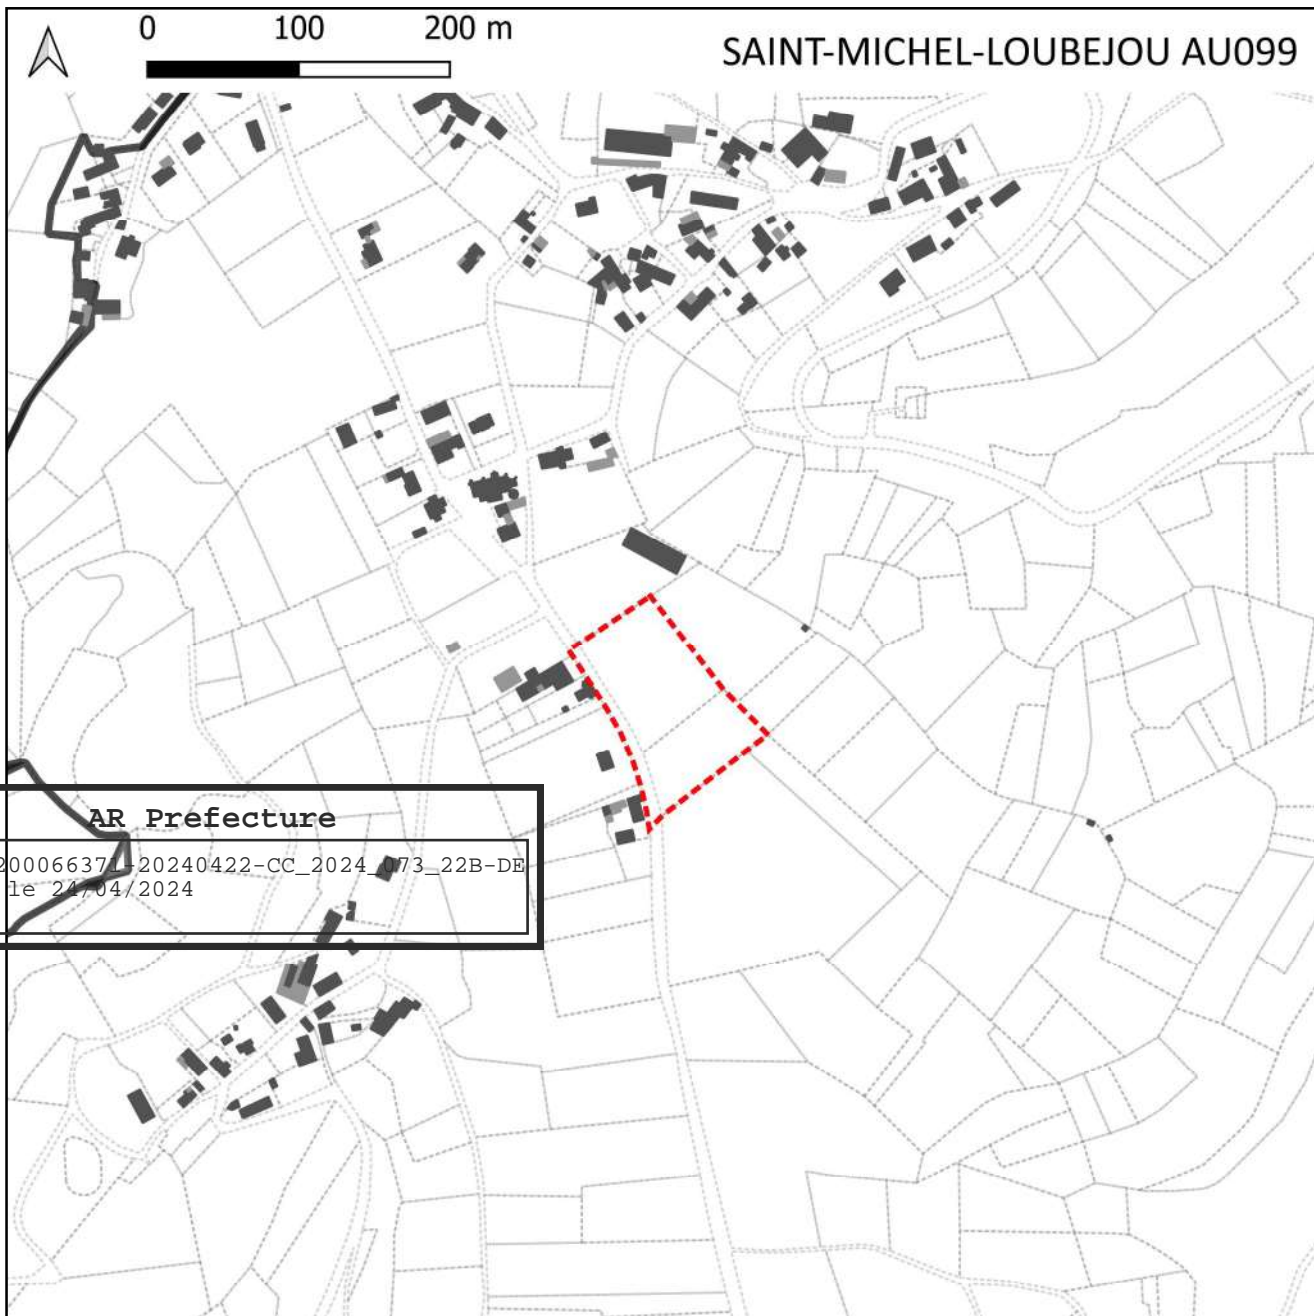 0 100 200 m
SAINT-MICHEL-LOUBEJOU AU099
AR Prefecture
200066371-20240422-CC_2024_073_22B-DE
le 24/04/2024